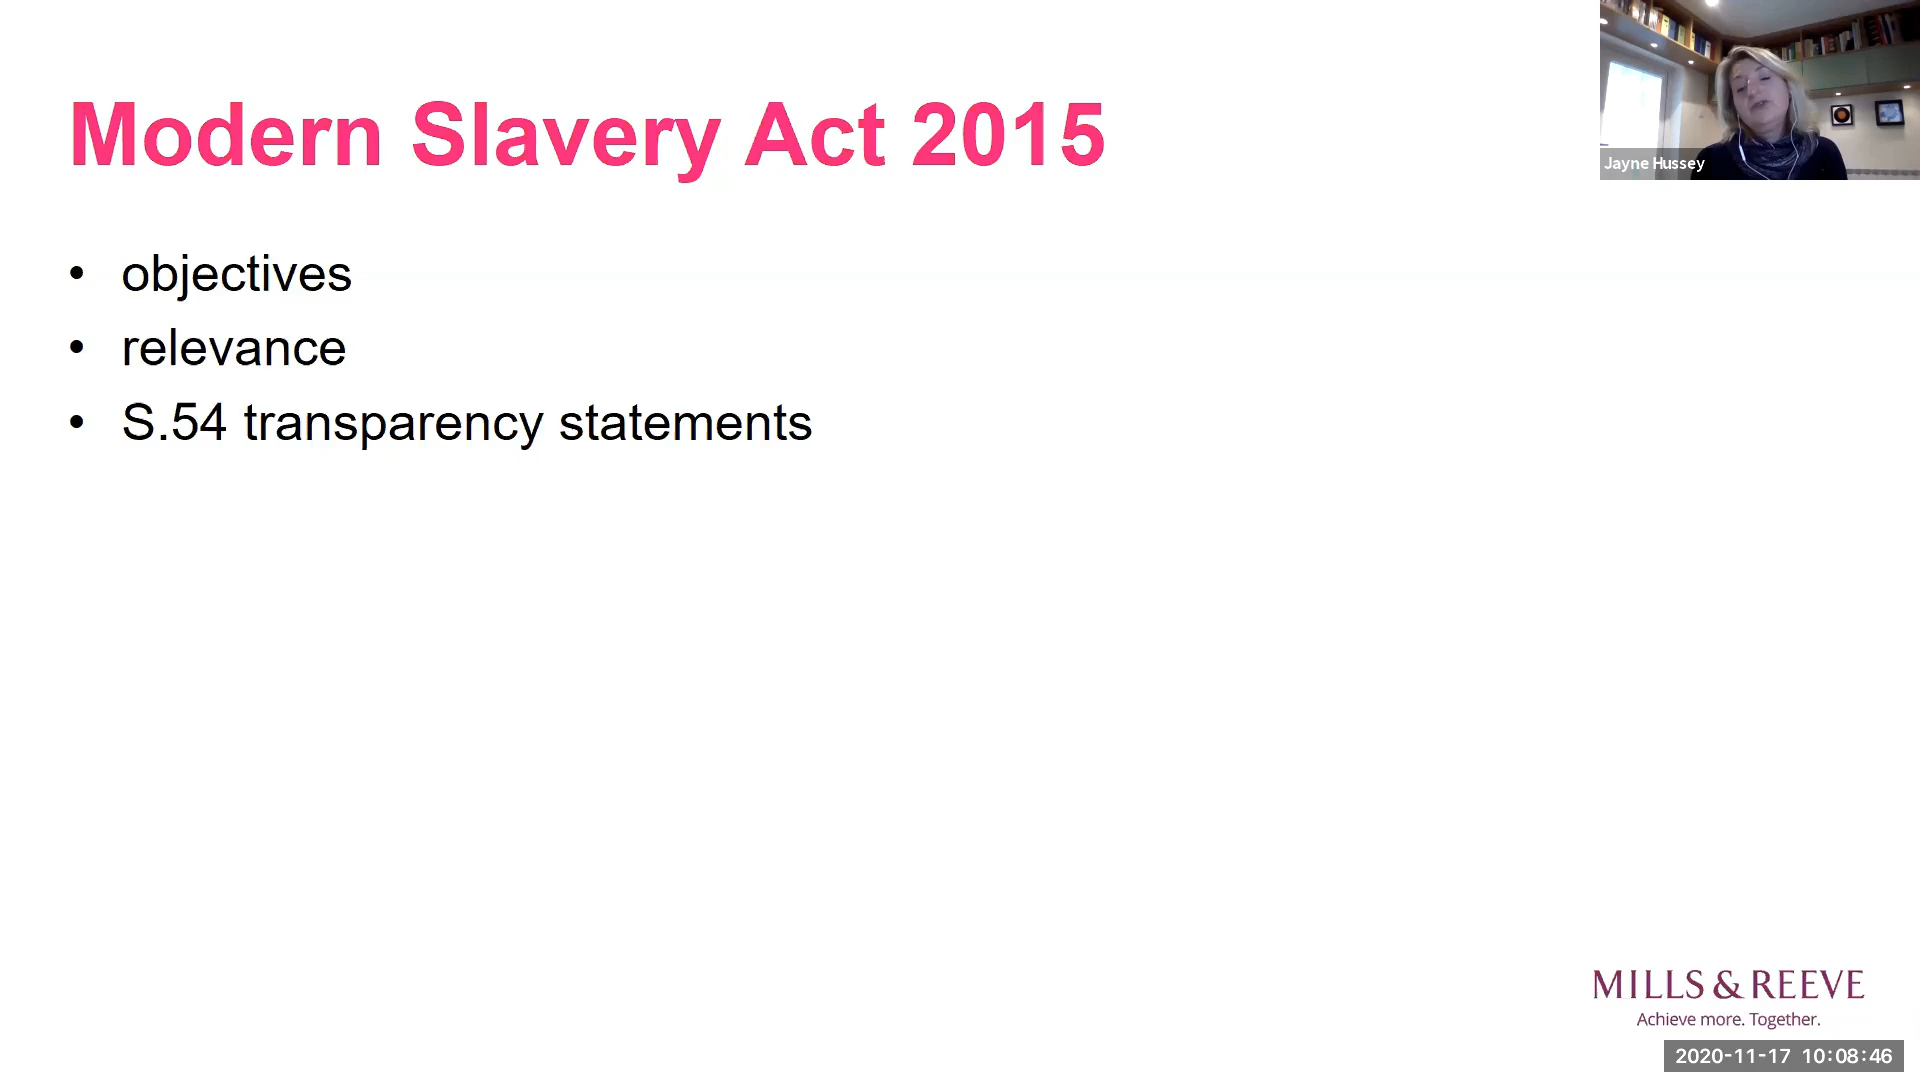 Modern Slavery Act 2015
Jayne Hussey
• objectives
• relevance
• S.54 transparency statements
MILLS & REEVE
Achieve more. Together.
2020-11-17 10:08:46